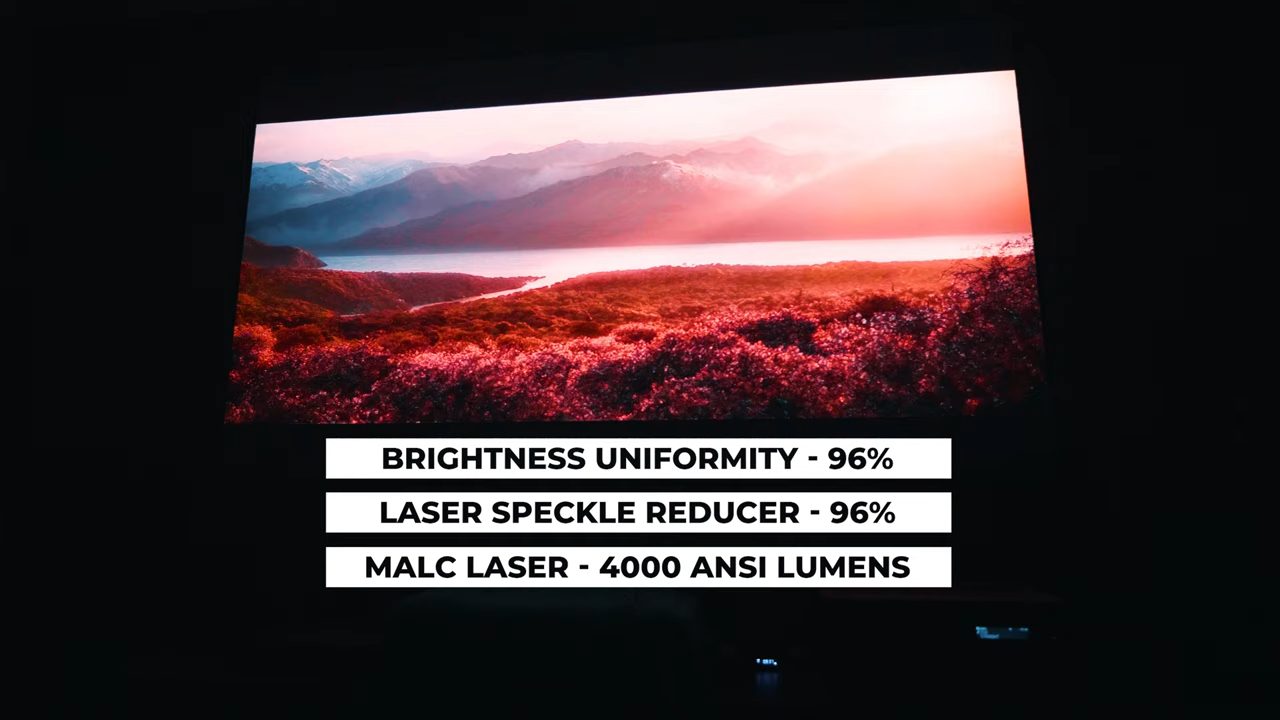 BRIGHTNESS UNIFORMITY - 96%
LASER SPECKLE REDUCER - 96%
MALC LASER - 4000 ANSI LUMENS